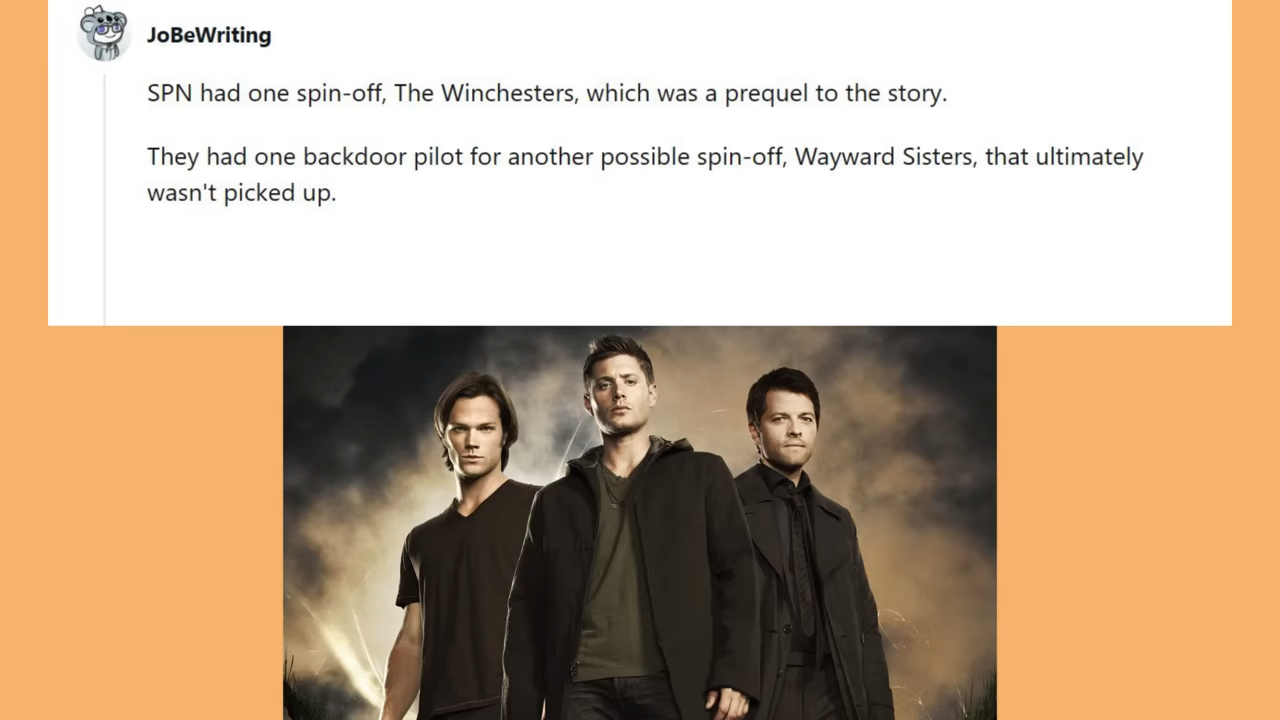 JoBeWriting
SPN had one spin-off, The Winchesters, which was a prequel to the story.
They had one backdoor pilot for another possible spin-off, Wayward Sisters, that ultimately
wasn't picked up.